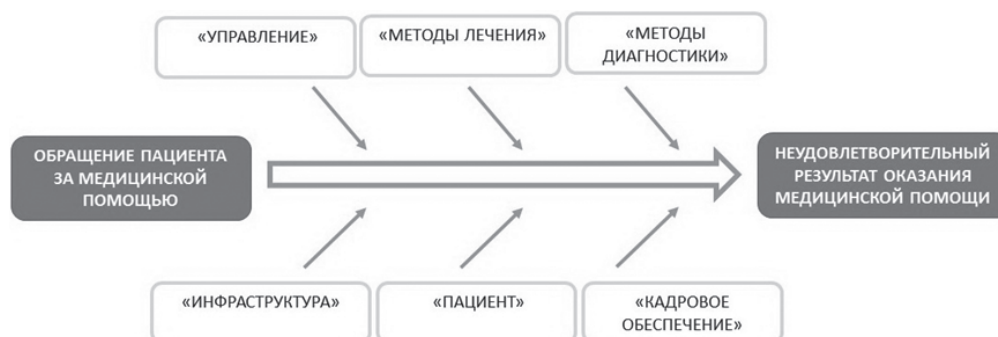 «УПРАВЛЕНИЕ»
«МЕТОДЫ ЛЕЧЕНИЯ»
«МЕТОДЫ
ДИАГНОСТИКИ»
ОБРАЩЕНИЕ ПАЦИЕНТА
ЗА МЕДИЦИНСКОЙ
ПОМОЩЬЮ
НЕУДОВЛЕТВОРИТЕЛЬНЫЙ
РЕЗУЛЬТАТ ОКАЗАНИЯ
МЕДИЦИНСКОЙ ПОМОЩИ
«ИНФРАСТРУКТУРА»
«ПАЦИЕНТ»
«КАДРОВОЕ
ОБЕСПЕЧЕНИЕ»